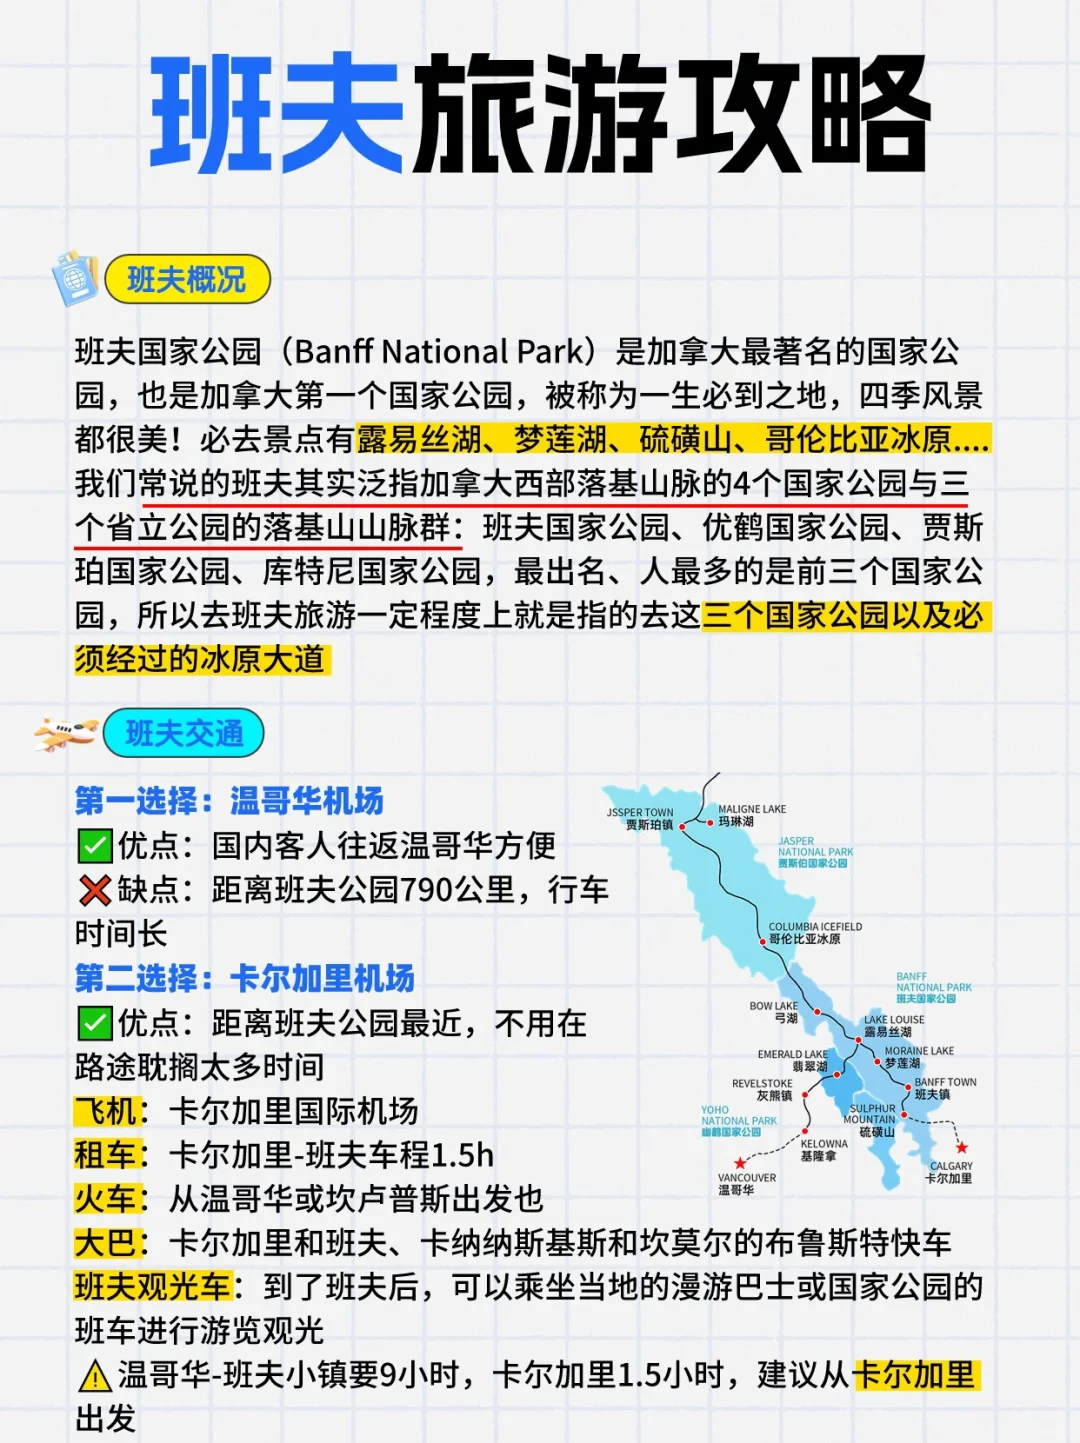 班夫旅游攻略
班夫概况
班夫国家公园（Banff National Park）是加拿大最著名的国家公
园，也是加拿大第一个国家公园，被称为一生必到之地，四季风景
都很美！必去景点有露易丝湖、梦莲湖、硫磺山、哥伦比亚冰原....
我们常说的班夫其实泛指加拿大西部落基山脉的4个国家公园与三
个省立公园的落基山山脉群：班夫国家公园、优鹤国家公园、贾斯
珀国家公园、库特尼国家公园，最出名、人最多的是前三个国家公
园，所以去班夫旅游一定程度上就是指的去这三个国家公园以及必
须经过的冰原大道
班夫交通
第一选择：温哥华机场
✅优点：国内客人往返温哥华方便
❌缺点：距离班夫公园790公里，行车
时间长
第二选择：卡尔加里机场
✅优点：距离班夫公园最近，不用在
路途耽搁太多时间
飞机：卡尔加里国际机场
租车：卡尔加里-班夫车程1.5h
火车：从温哥华或坎卢普斯出发也
大巴：卡尔加里和班夫、卡纳纳斯基斯和坎莫尔的布鲁斯特快车
班夫观光车：到了班夫后，可以乘坐当地的漫游巴士或国家公园的
班车进行游览观光
⚠️温哥华-班夫小镇要9小时，卡尔加里1.5小时，建议从卡尔加里
出发
JSSPER TOWN
贾斯珀镇
MALIGNE LAKE
玛琳湖
JASPER
NATIONAL PARK
贾斯伯国家公园
COLUMBIA ICEFIELD
哥伦比亚冰原
BANFF
NATIONAL PARK
班夫国家公园
BOW LAKE
弓湖
LAKE LOUISE
露易丝湖
EMERALD LAKE
翡翠湖
MORAINE LAKE
梦莲湖
REVELSTOKE
灰熊镇
BANFF TOWN
班夫镇
YOHO
NATIONAL PARK
幽鹤国家公园
SULPHUR
MOUNTAIN
硫磺山
KELOWNA
基隆拿
VANCOUVER
温哥华
CALGARY
卡尔加里